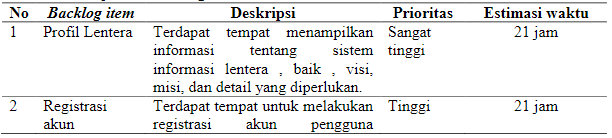 No Backlog item Deskripsi Prioritas Estimasi waktu
1 Profil Lentera Terdapat tempat menampilkan Sangat 21 jam
informasi tentang sistem tinggi
informasi lentera , baik , visi,
misi, dan detail yang diperlukan.
2 Registrasi Terdapat tempat untuk melakukan Tinggi 21 jam
akun registrasi akun pengguna